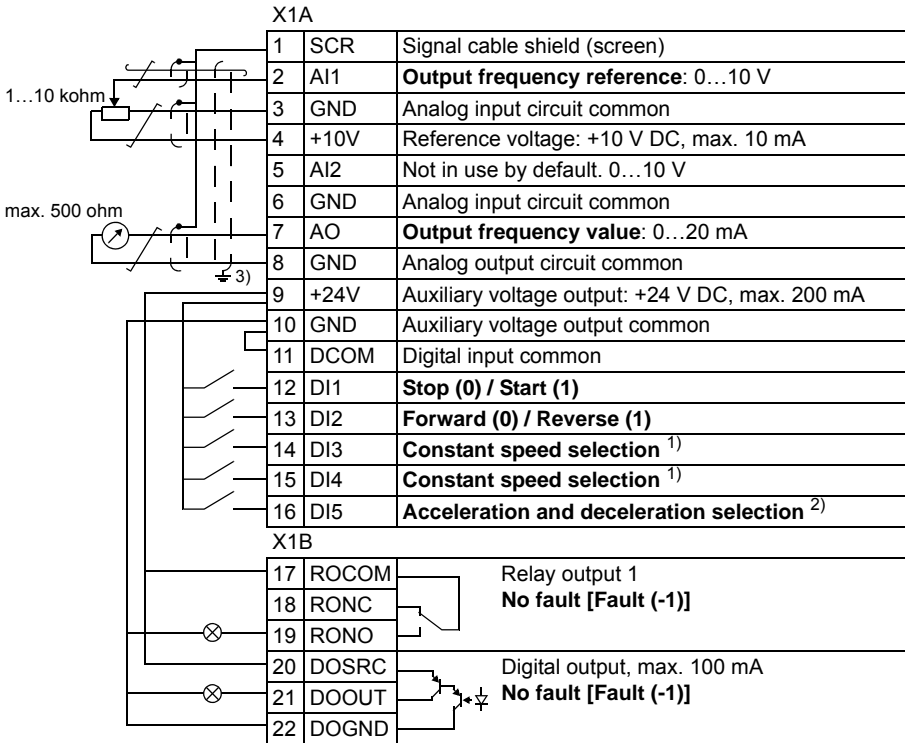 X1A
1 SCR Signal cable shield (screen)
2 AI1 Output frequency reference: 0…10 V
1…10 kohm
3 GND Analog input circuit common
4 +10V Reference voltage: +10 V DC, max. 10 mA
5 AI2 Not in use by default. 0…10 V
6 GND Analog input circuit common
max. 500 ohm
7 AO Output frequency value: 0…20 mA
8 GND Analog output circuit common
3)
9 +24V Auxiliary voltage output: +24 V DC, max. 200 mA
10 GND Auxiliary voltage output common
11 DCOM Digital input common
12 DI1 Stop (0) / Start (1)
13 DI2 Forward (0) / Reverse (1)
14 DI3 Constant speed selection 1)
15 DI4 Constant speed selection 1)
16 DI5 Acceleration and deceleration selection 2)
X1B
17 ROCOM Relay output 1
18 RONC No fault [Fault (-1)]
19 RONO
20 DOSRC Digital output, max. 100 mA
21 DOOUT No fault [Fault (-1)]
22 DOGND